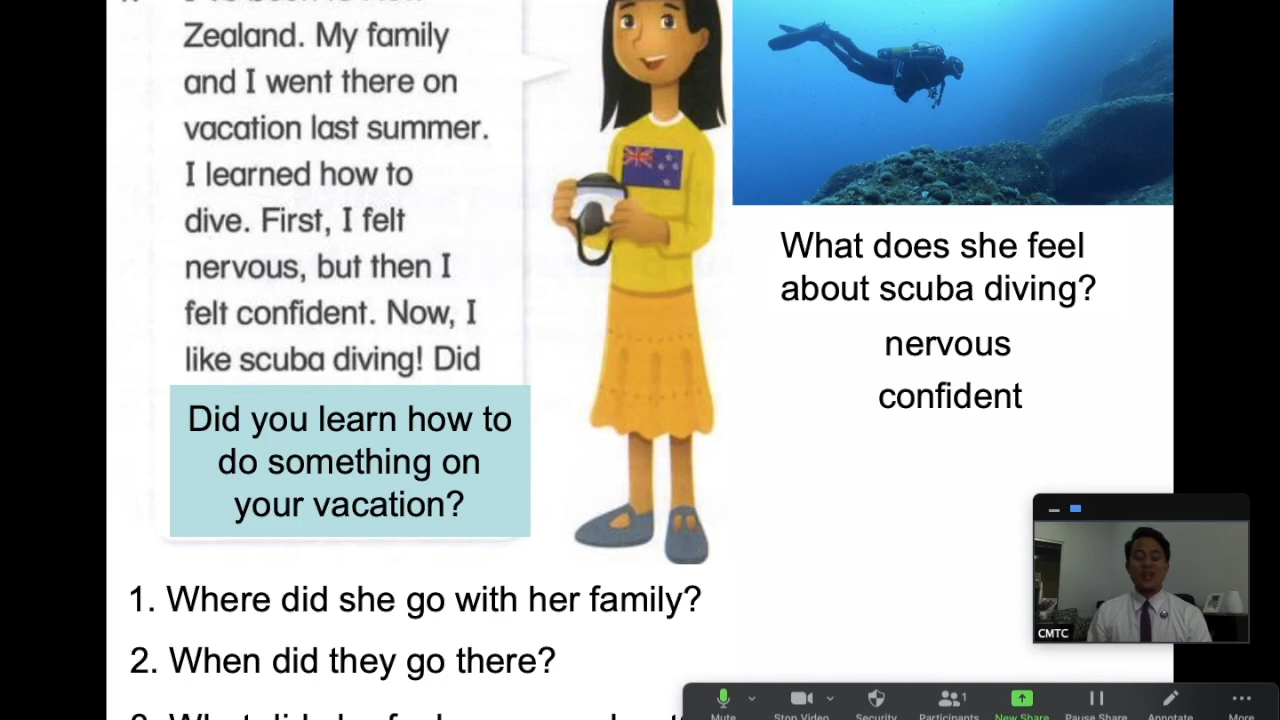 Zealand. My family
and I went there on
vacation last summer.
I learned how to
dive. First, I felt
nervous, but then I
felt confident. Now, I
like scuba diving! Did
Did you learn how to
do something on
your vacation?
What does she feel
about scuba diving?
nervous
confident
1. Where did she go with her family?
2. When did they go there?
CMTC
Mute
Stop Video
Security
Participants
1
New Share
Pause Share
Annotate
More